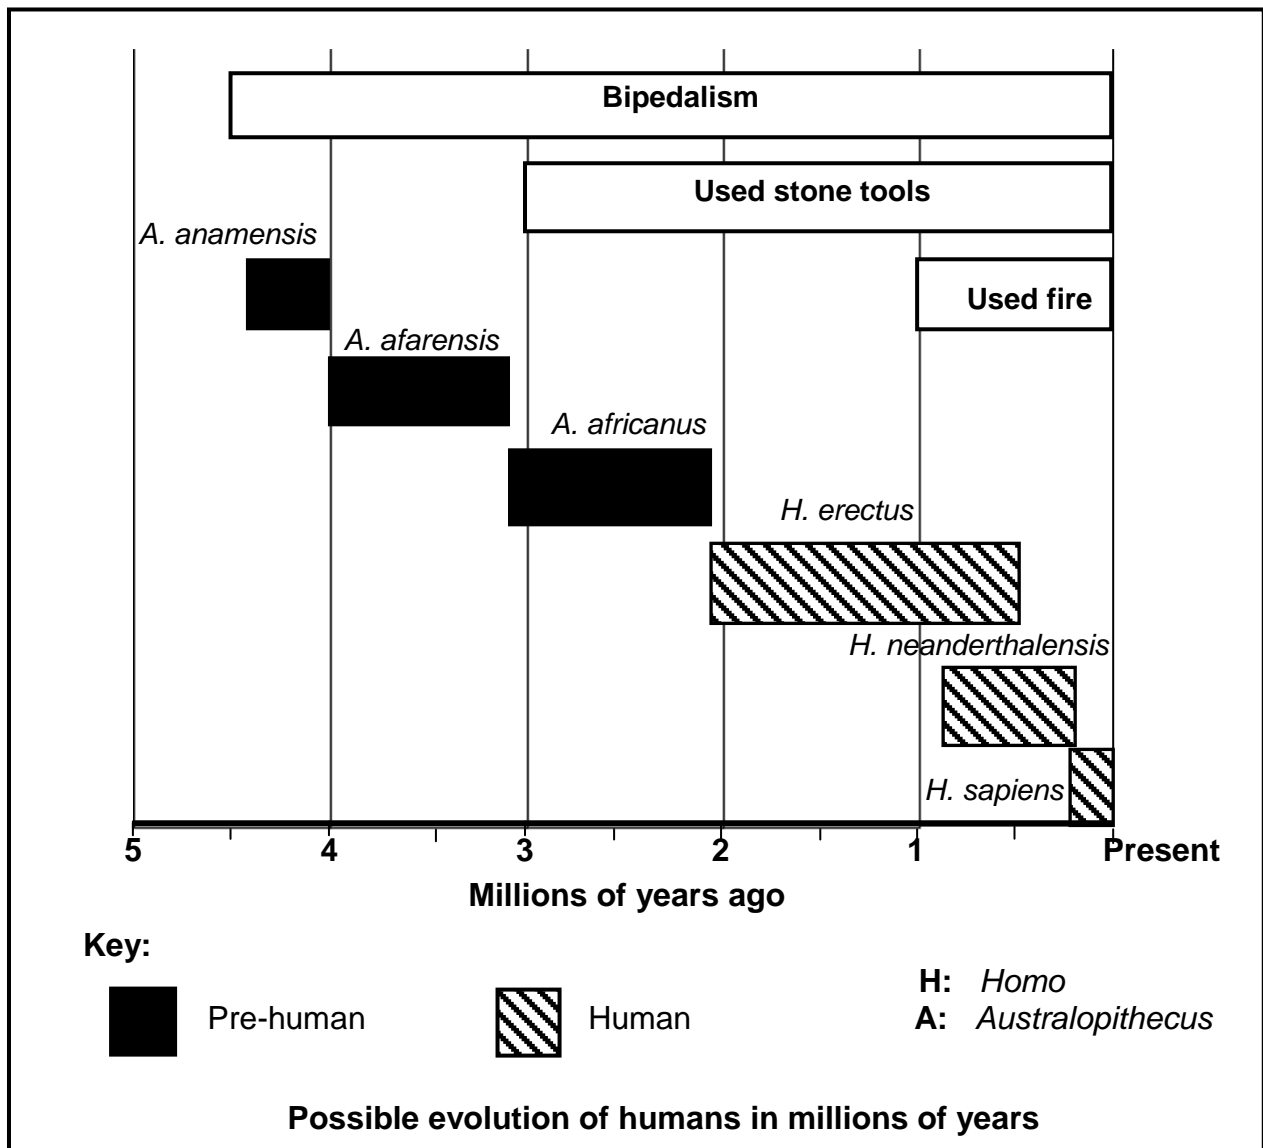 Bipedalism
Used stone tools
A. anamensis
Used fire
A. afarensis
A. africanus
H. erectus
H. neanderthalensis
H. sapiens
5 4 3 2 1 Present
Millions of years ago
Key:
Pre-human
Human
H: Homo
A: Australopithecus
Possible evolution of humans in millions of years